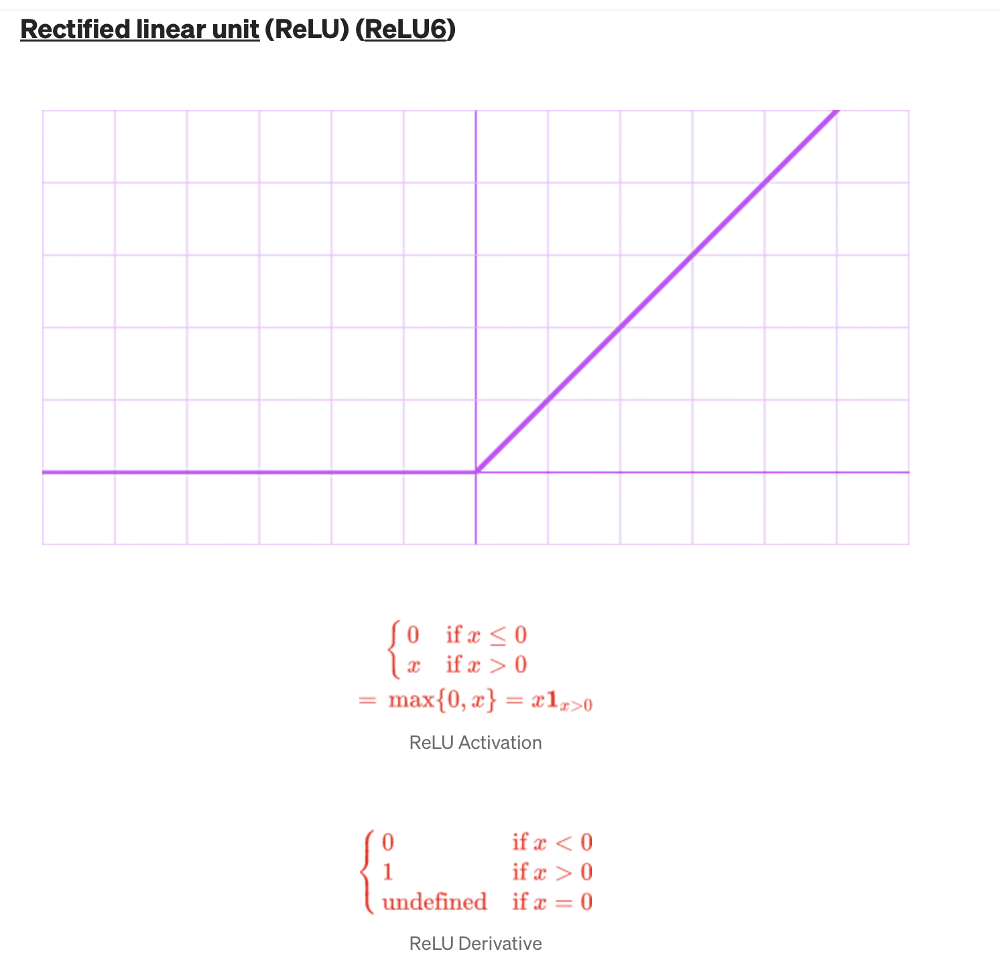 Rectified linear unit (ReLU) (ReLU6)
{ 0 if x ≤ 0
x if x > 0
= max{0, x} = x1ₓ>₀
ReLU Activation
{ 0 if x < 0
1 if x > 0
undefined if x = 0
ReLU Derivative